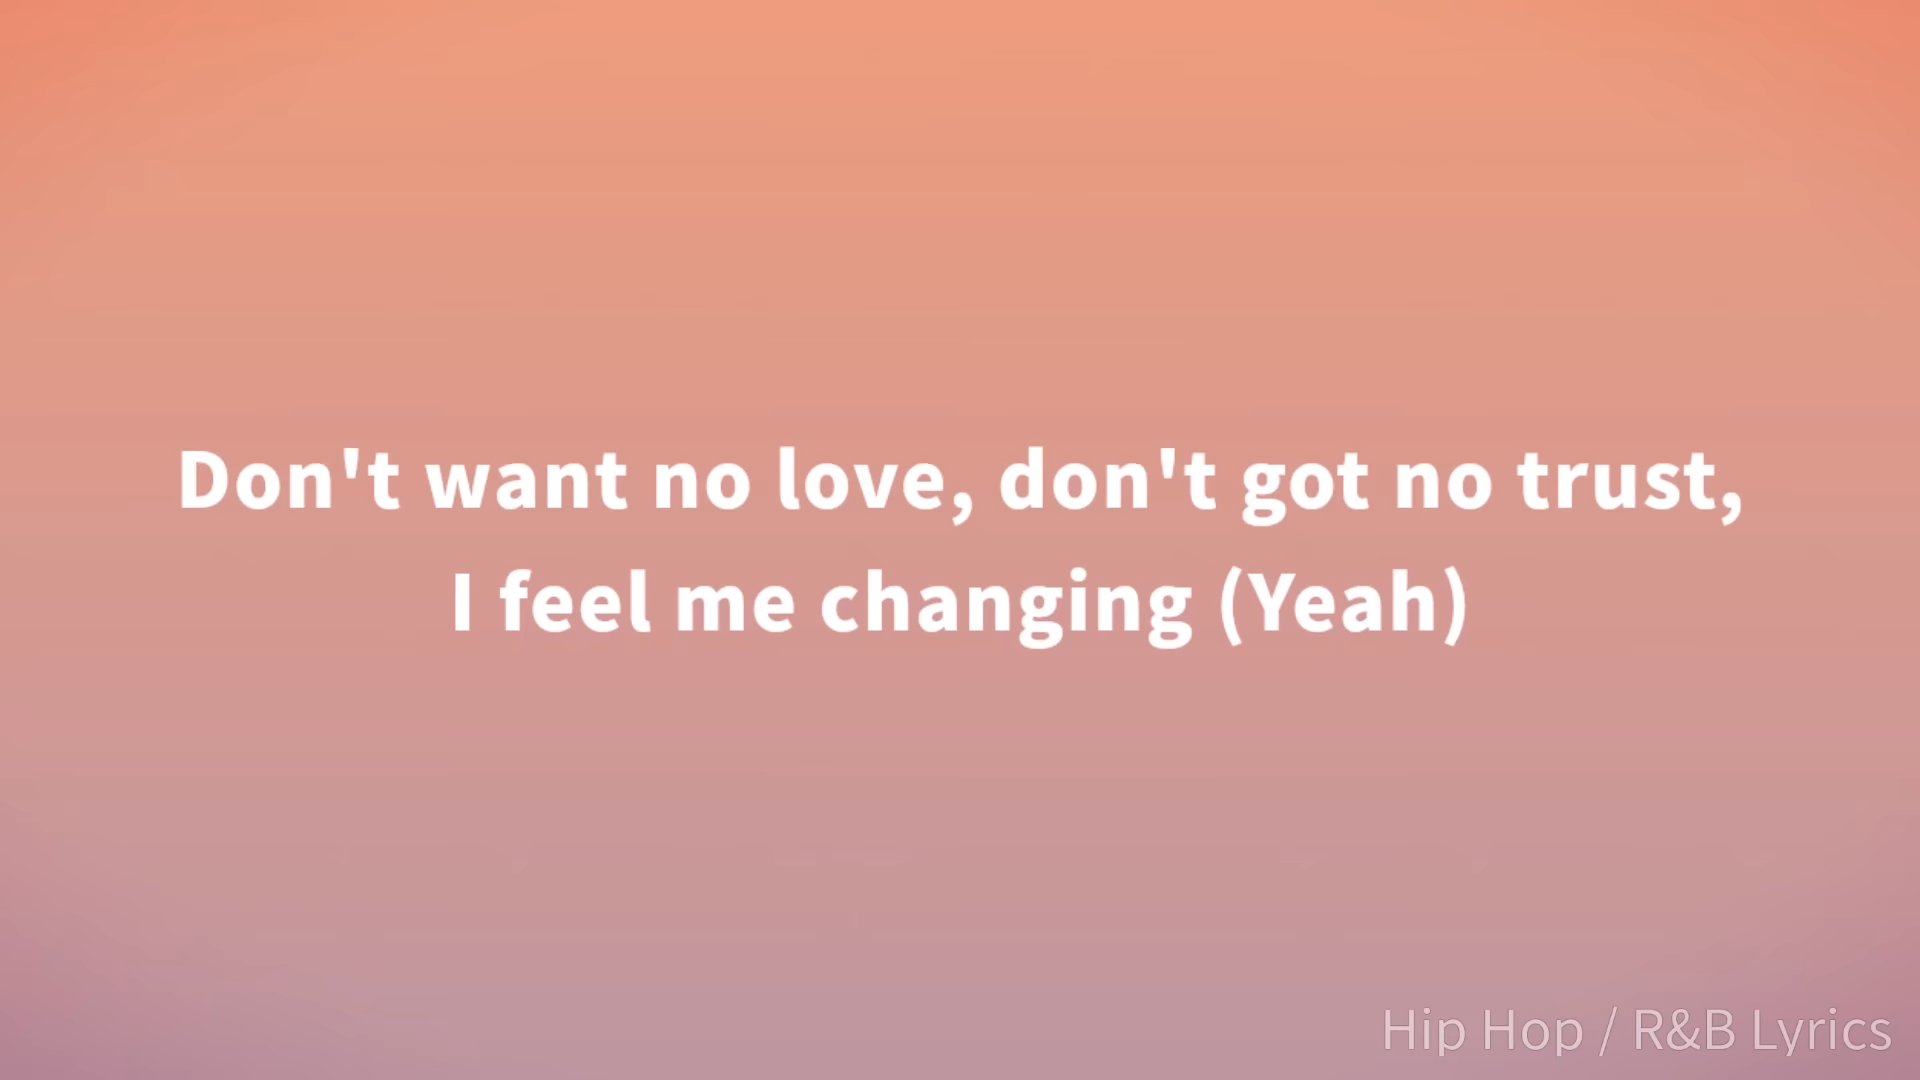 Don't want no love, don't got no trust,
I feel me changing (Yeah)
Hip Hop / R&B Lyrics